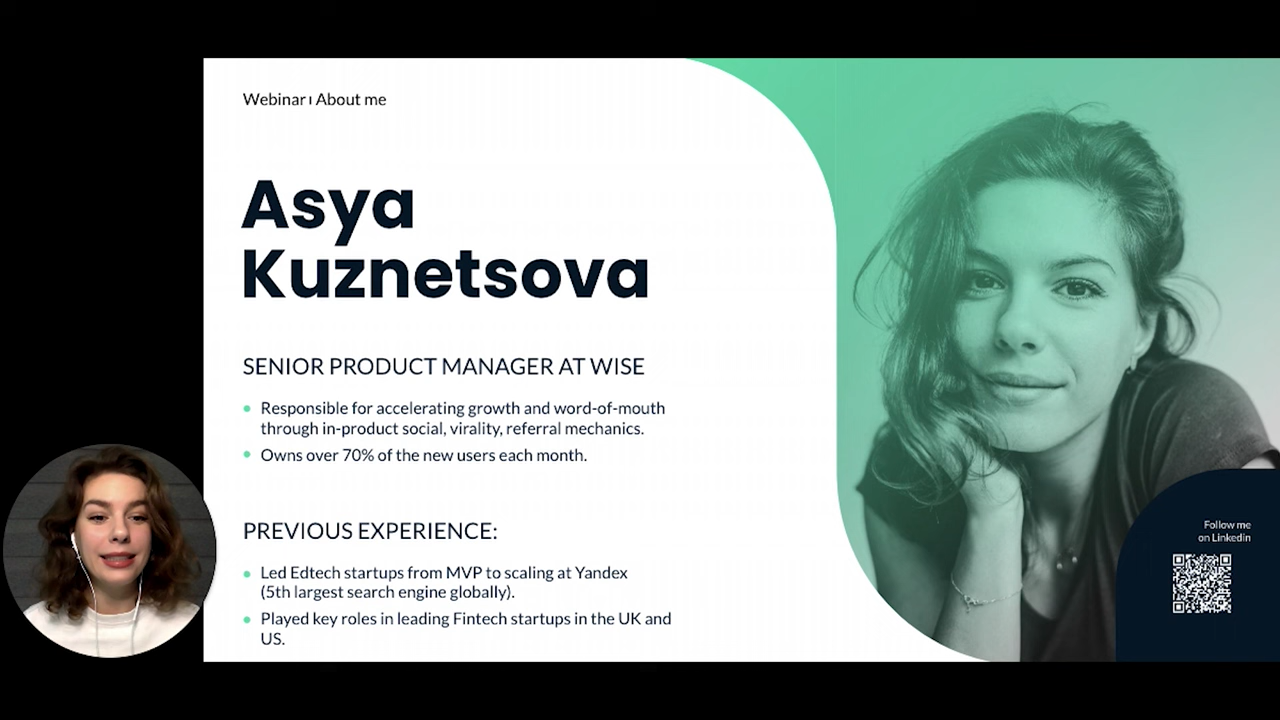 Webinar ı About me
Asya
Kuznetsova
SENIOR PRODUCT MANAGER AT WISE
• Responsible for accelerating growth and word-of-mouth
through in-product social, virality, referral mechanics.
• Owns over 70% of the new users each month.
PREVIOUS EXPERIENCE:
• Led Edtech startups from MVP to scaling at Yandex
(5th largest search engine globally).
• Played key roles in leading Fintech startups in the UK and
US.
Follow me
on Linkedin